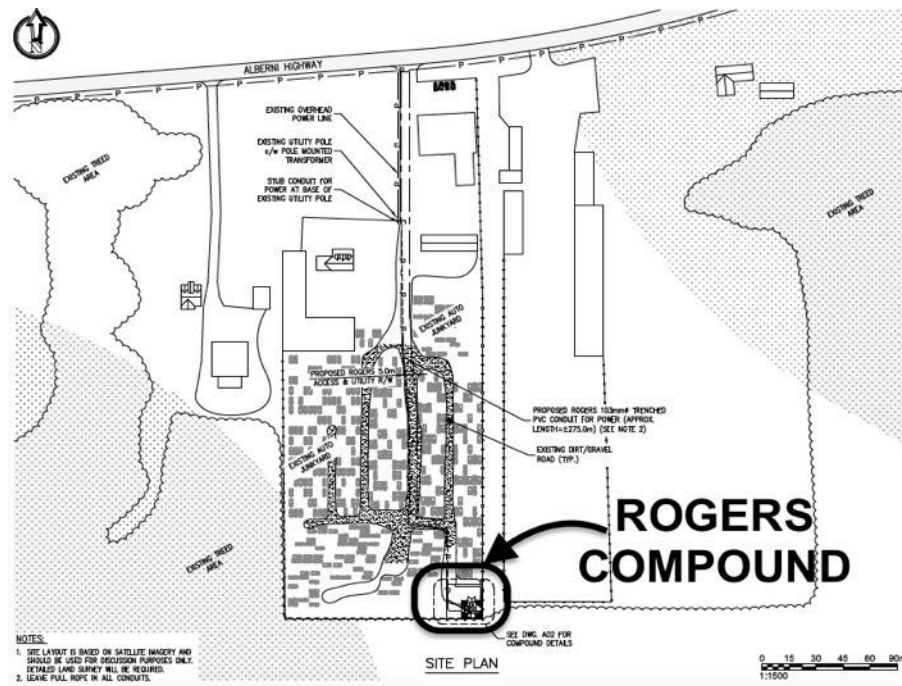 N
ALBERNI HIGHWAY
EXISTING OVERHEAD
POWER LINE
EXISTING UTILITY POLE
c/w POLE MOUNTED
TRANSFORMER
STUB CONDUIT FOR
POWER AT BASE OF
EXISTING UTILITY POLE
EXISTING TREED
AREA
EXISTING TREED
AREA
EXISTING AUTO
JUNKYARD
PROPOSED ROGERS 5.0m
ACCESS & UTILITY R/W
PROPOSED ROGERS 103mmø TRENCHED
PVC CONDUIT FOR POWER (APPROX.
LENGTH=±275.0m) (SEE NOTE 2)
EXISTING DIRT/GRAVEL
ROAD (TYP.)
EXISTING AUTO
JUNKYARD
ROGERS
COMPOUND
EXISTING TREED
AREA
SEE DWG. A02 FOR
COMPOUND DETAILS
NOTES:
1. SITE LAYOUT IS BASED ON SATELLITE IMAGERY AND
SHOULD BE USED FOR DISCUSSION PURPOSES ONLY.
DETAILED LAND SURVEY WILL BE REQUIRED.
2. LEAVE PULL ROPE IN ALL CONDUITS.
SITE PLAN
0 15 30 45 60 90m
1:1500